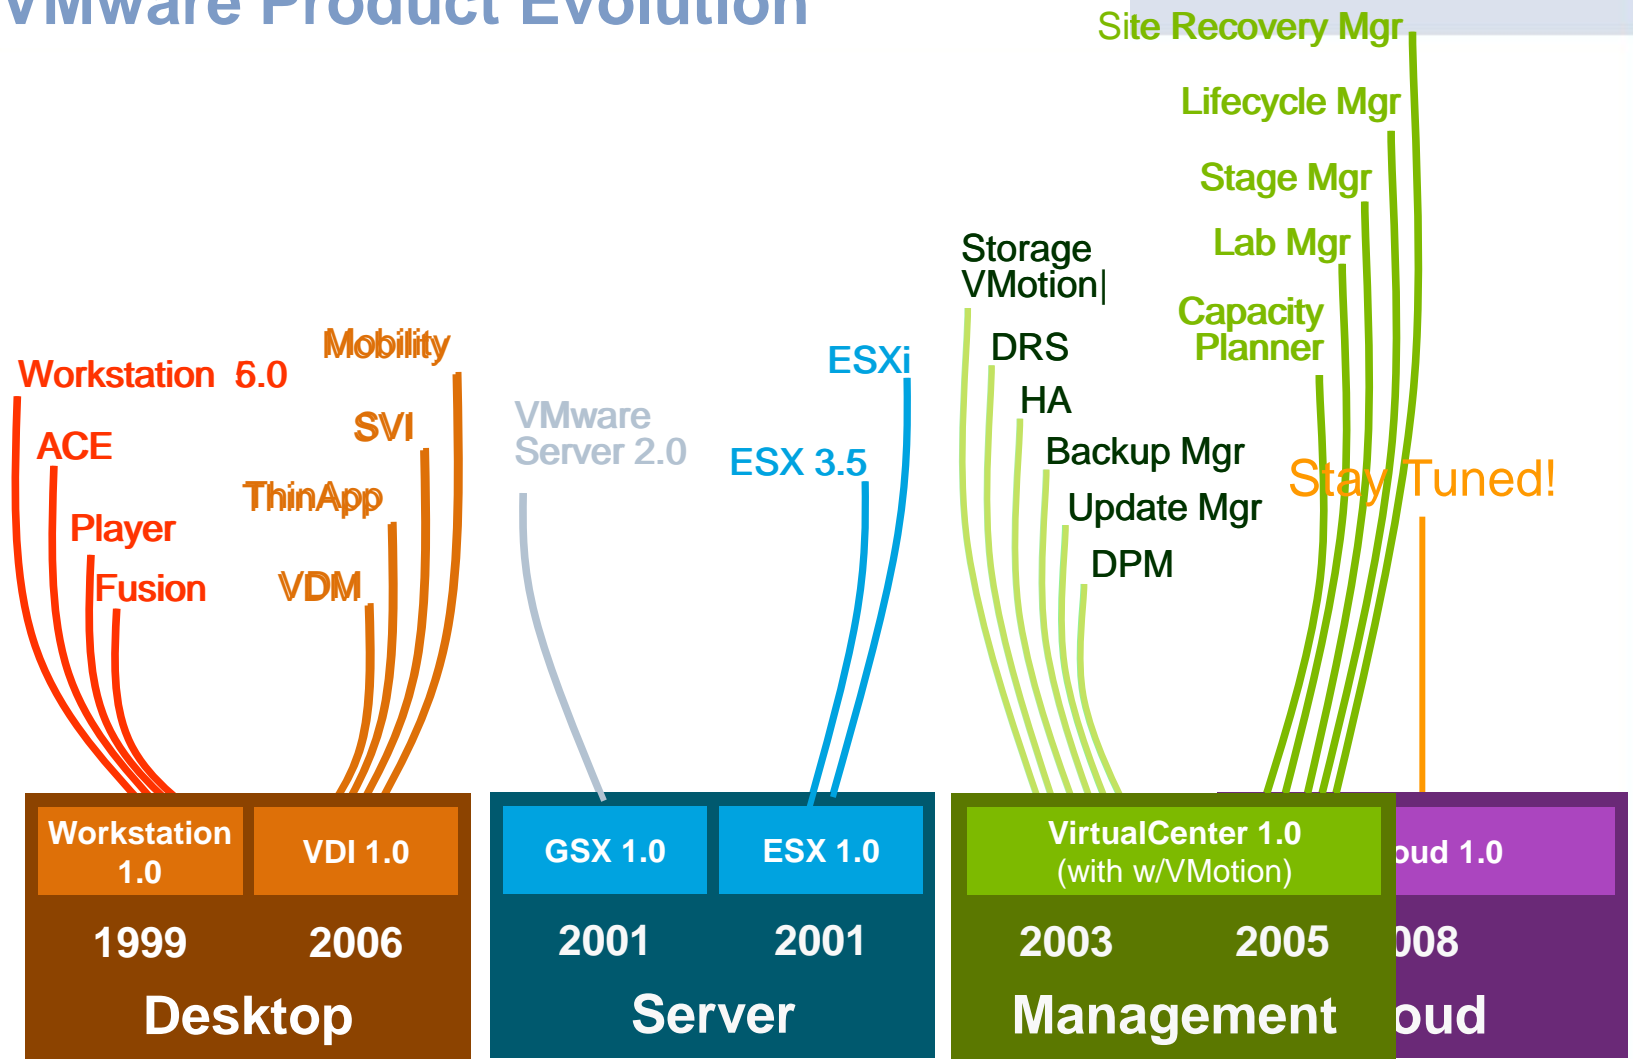 VMware Product Evolution
Site Recovery Mgr
Lifecycle Mgr
Stage Mgr
Lab Mgr
Capacity
Planner
Storage
VMotion|
DRS
HA
Backup Mgr
Update Mgr
DPM
Stay Tuned!
ESXi
ESX 3.5
VMware
Server 2.0
Mobility
SVI
ThinApp
VDM
Workstation
ACE
Player
Fusion
Workstation
1.0
VDI 1.0
GSX 1.0
ESX 1.0
VirtualCenter 1.0
(with w/VMotion)
oud 1.0
1999
2006
2001
2001
2003
2005
008
Desktop
Server
Management
oud